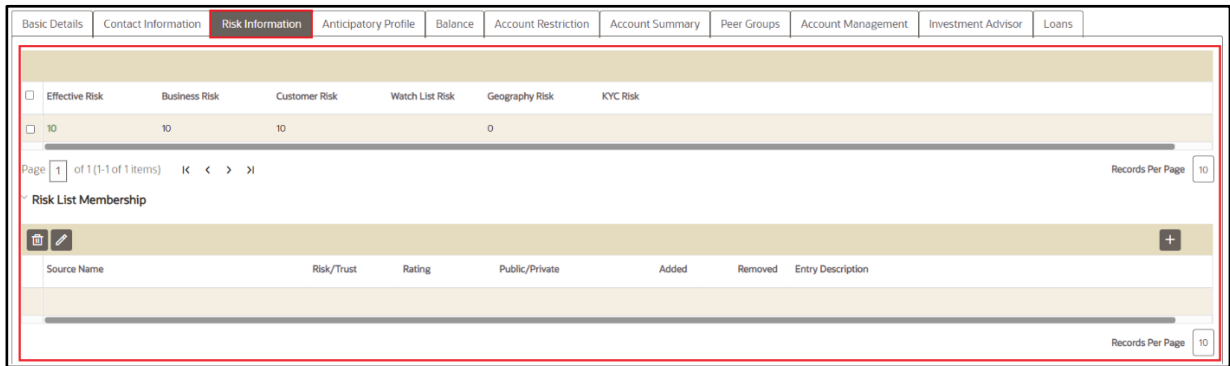 Basic Details Contact Information Risk Information Anticipatory Profile Balance Account Restriction Account Summary Peer Groups Account Management Investment Advisor Loans
Effective Risk Business Risk Customer Risk Watch List Risk Geography Risk KYC Risk
10 10 10 0
Page 1 of 1 (1-1 of 1 items) Records Per Page 10
Risk List Membership
Source Name Risk/Trust Rating Public/Private Added Removed Entry Description
Records Per Page 10